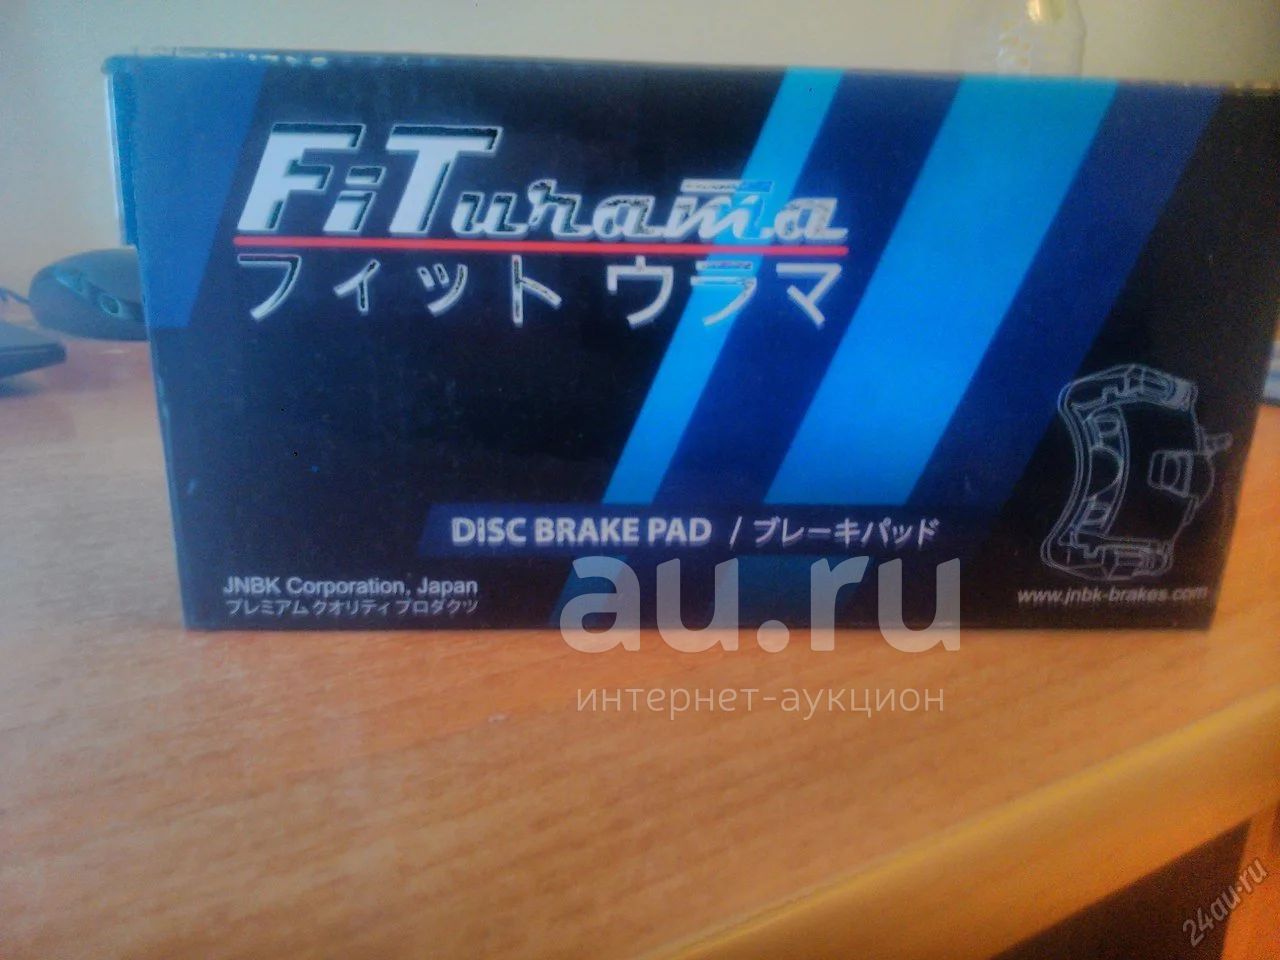 FiTurama
フィット ウラマ
DiSC BRAKE PAD / ブレーキパッド
JNBK Corporation, Japan
プレミアムクオリティプロダクツ
www.jnbk-brakes.com
au.ru
интернет-аукцион
24au.ru